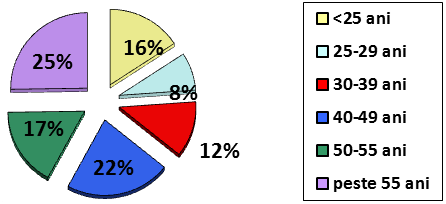 16%
8%
12%
22%
17%
25%
<25 ani
25-29 ani
30-39 ani
40-49 ani
50-55 ani
peste 55 ani